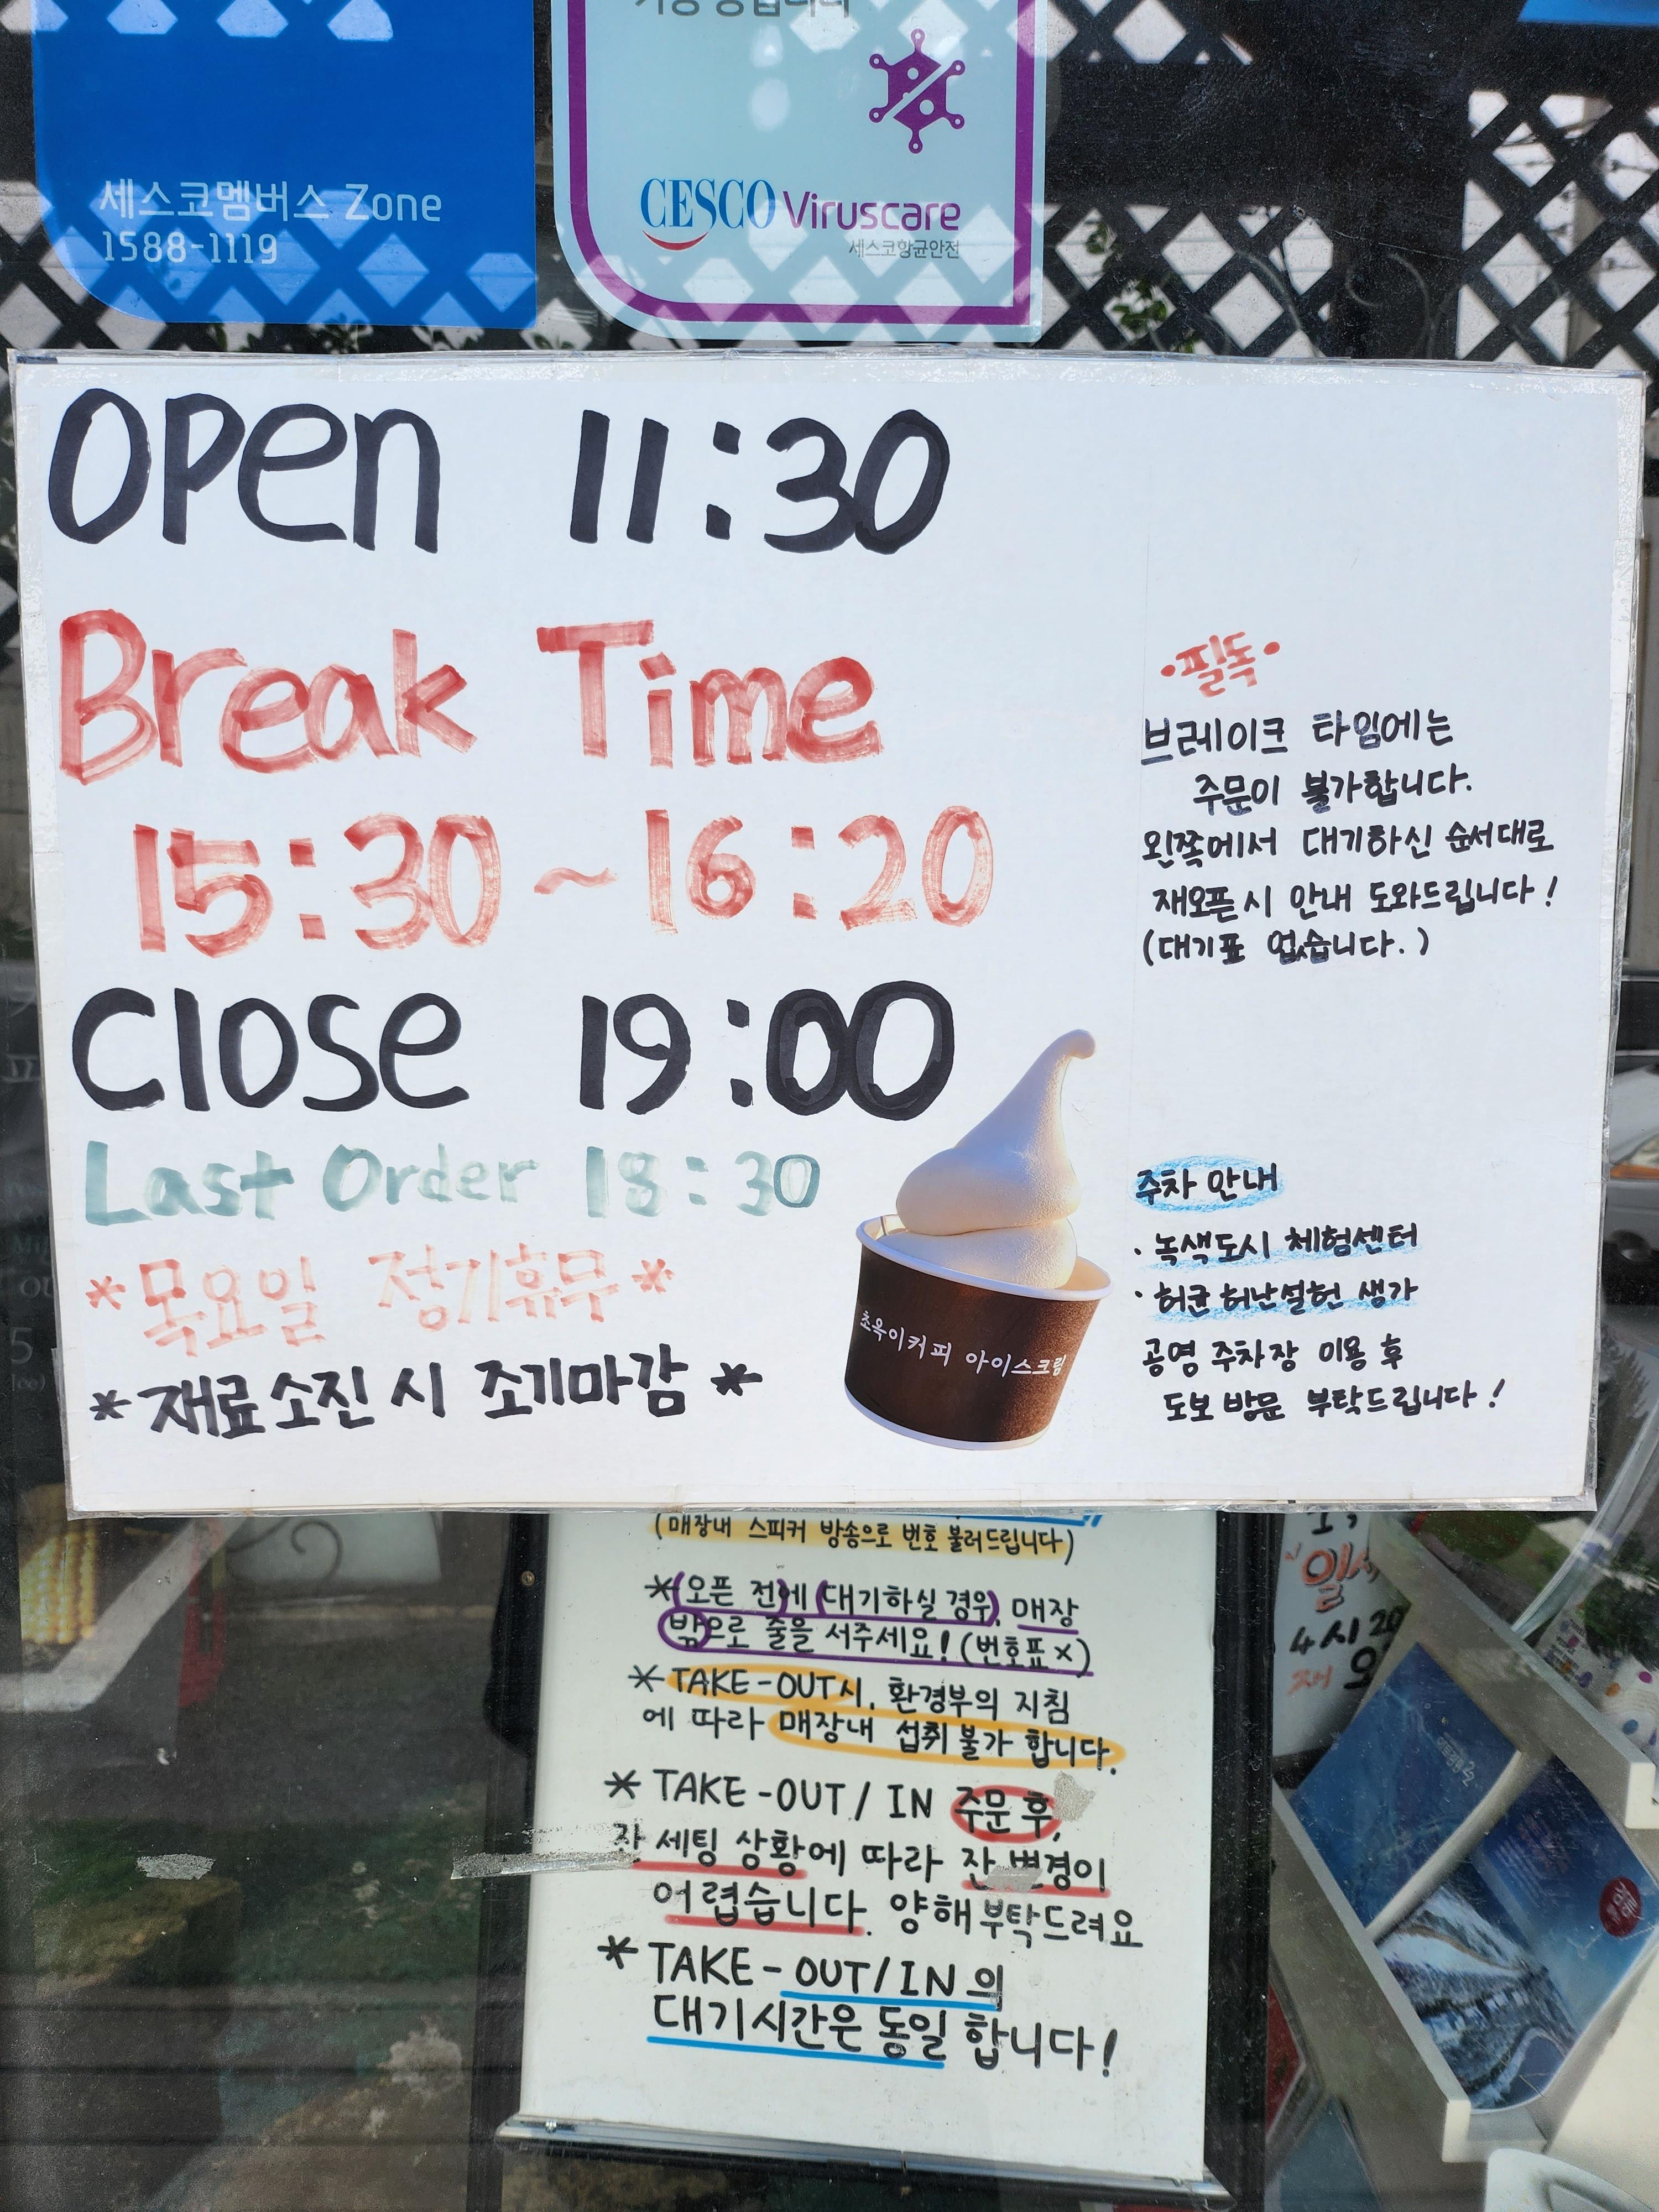 세스코멤버스 Zone
1588-1119
CESCO Viruscare
세스코항균안전
Open 11:30
Break Time
15:30 ~ 16:20
Close 19:00
Last Order 18:30
*목요일 정기휴무*
*재료소진 시 조기마감*
초옥이커피 아이스크림
•필독•
브레이크 타임에는
주문이 불가합니다.
왼쪽에서 대기하신 순서대로
재오픈 시 안내 도와드립니다!
(대기표 없습니다.)
주차 안내
· 녹색도시 체험센터
· 허균허난설헌 생가
공영 주차장 이용 후
도보 방문 부탁드립니다!
(매장내 스피커 방송으로 번호 불러드립니다)
*(오픈 전)에 (대기하실 경우), 매장
밖으로 줄을 서주세요! (번호표×)
* TAKE-OUT시, 환경부의 지침
에 따라 매장내 섭취 불가 합니다.
* TAKE-OUT/IN 주문 후,
잔 세팅 상황에 따라 잔 변경이
어렵습니다. 양해 부탁드려요
* TAKE-OUT/IN 의
대기시간은 동일 합니다!
4시 20